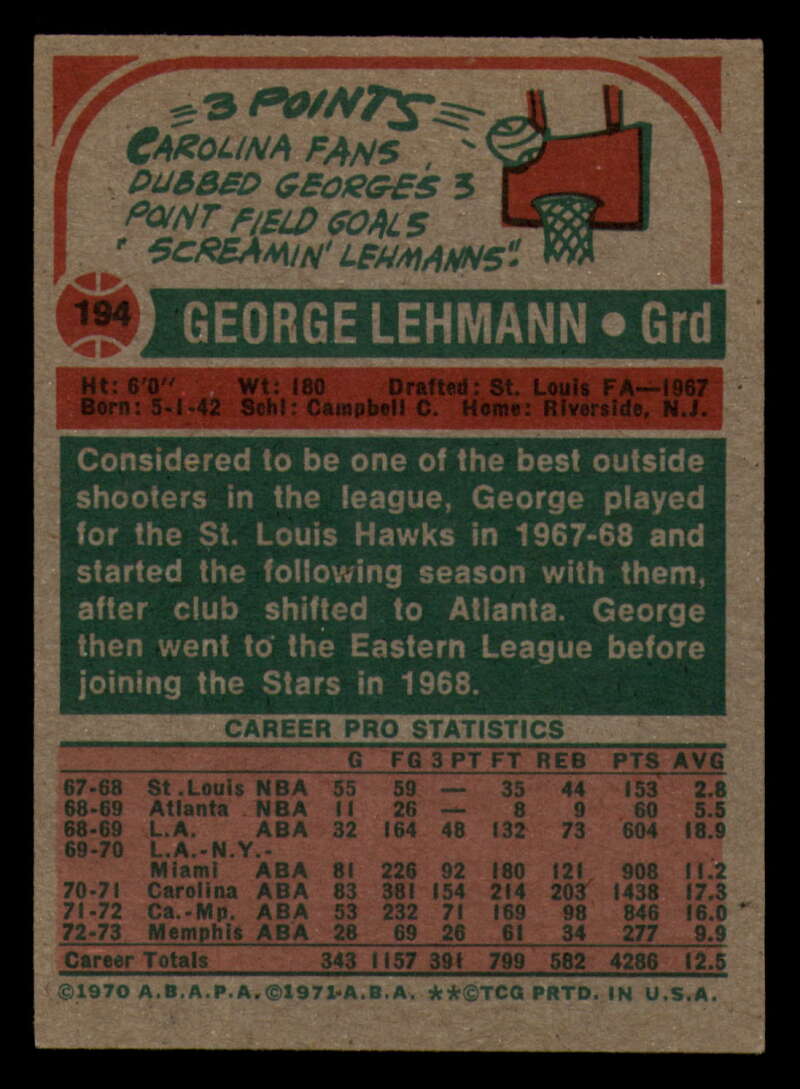 3 POINTS
CAROLINA FANS
DUBBED GEORGE'S 3
POINT FIELD GOALS
"SCREAMIN' LEHMANNS"!
194
GEORGE LEHMANN • Grd
Ht: 6'0" Wt: 180 Drafted: St. Louis FA—1967
Born: 5-1-42 Schl: Campbell C. Home: Riverside, N.J.
Considered to be one of the best outside
shooters in the league, George played
for the St. Louis Hawks in 1967-68 and
started the following season with them,
after club shifted to Atlanta. George
then went to the Eastern League before
joining the Stars in 1968.
CAREER PRO STATISTICS
G FG 3 PT FT REB PTS AVG
67-68 St. Louis NBA 55 59 — 35 44 153 2.8
68-69 Atlanta NBA 11 26 — 8 9 60 5.5
68-69 L.A. ABA 32 164 48 132 73 604 18.9
69-70 L.A.-N.Y.-
Miami ABA 81 226 92 180 121 908 11.2
70-71 Carolina ABA 83 381 154 214 203 1438 17.3
71-72 Ca.-Mp. ABA 53 232 71 169 98 846 16.0
72-73 Memphis ABA 28 69 26 61 34 277 9.9
Career Totals 343 1157 391 799 582 4286 12.5
©1970 A.B.A.P.A. ©1971 A.B.A. **©TCG PRTD. IN U.S.A.